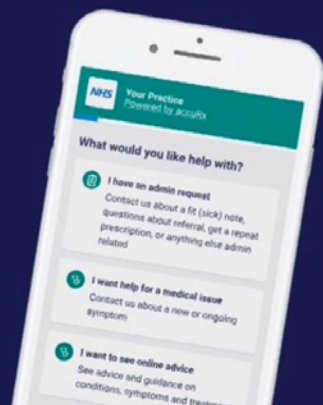 NHS
Your Practice
Powered by accuRx
What would you like help with?
I have an admin request
Contact us about a fit (sick) note,
questions about referral, get a repeat
prescription, or anything else admin
related
I want help for a medical issue
Contact us about a new or ongoing
symptom
I want to see online advice
See advice and guidance on
conditions, symptoms and treatment